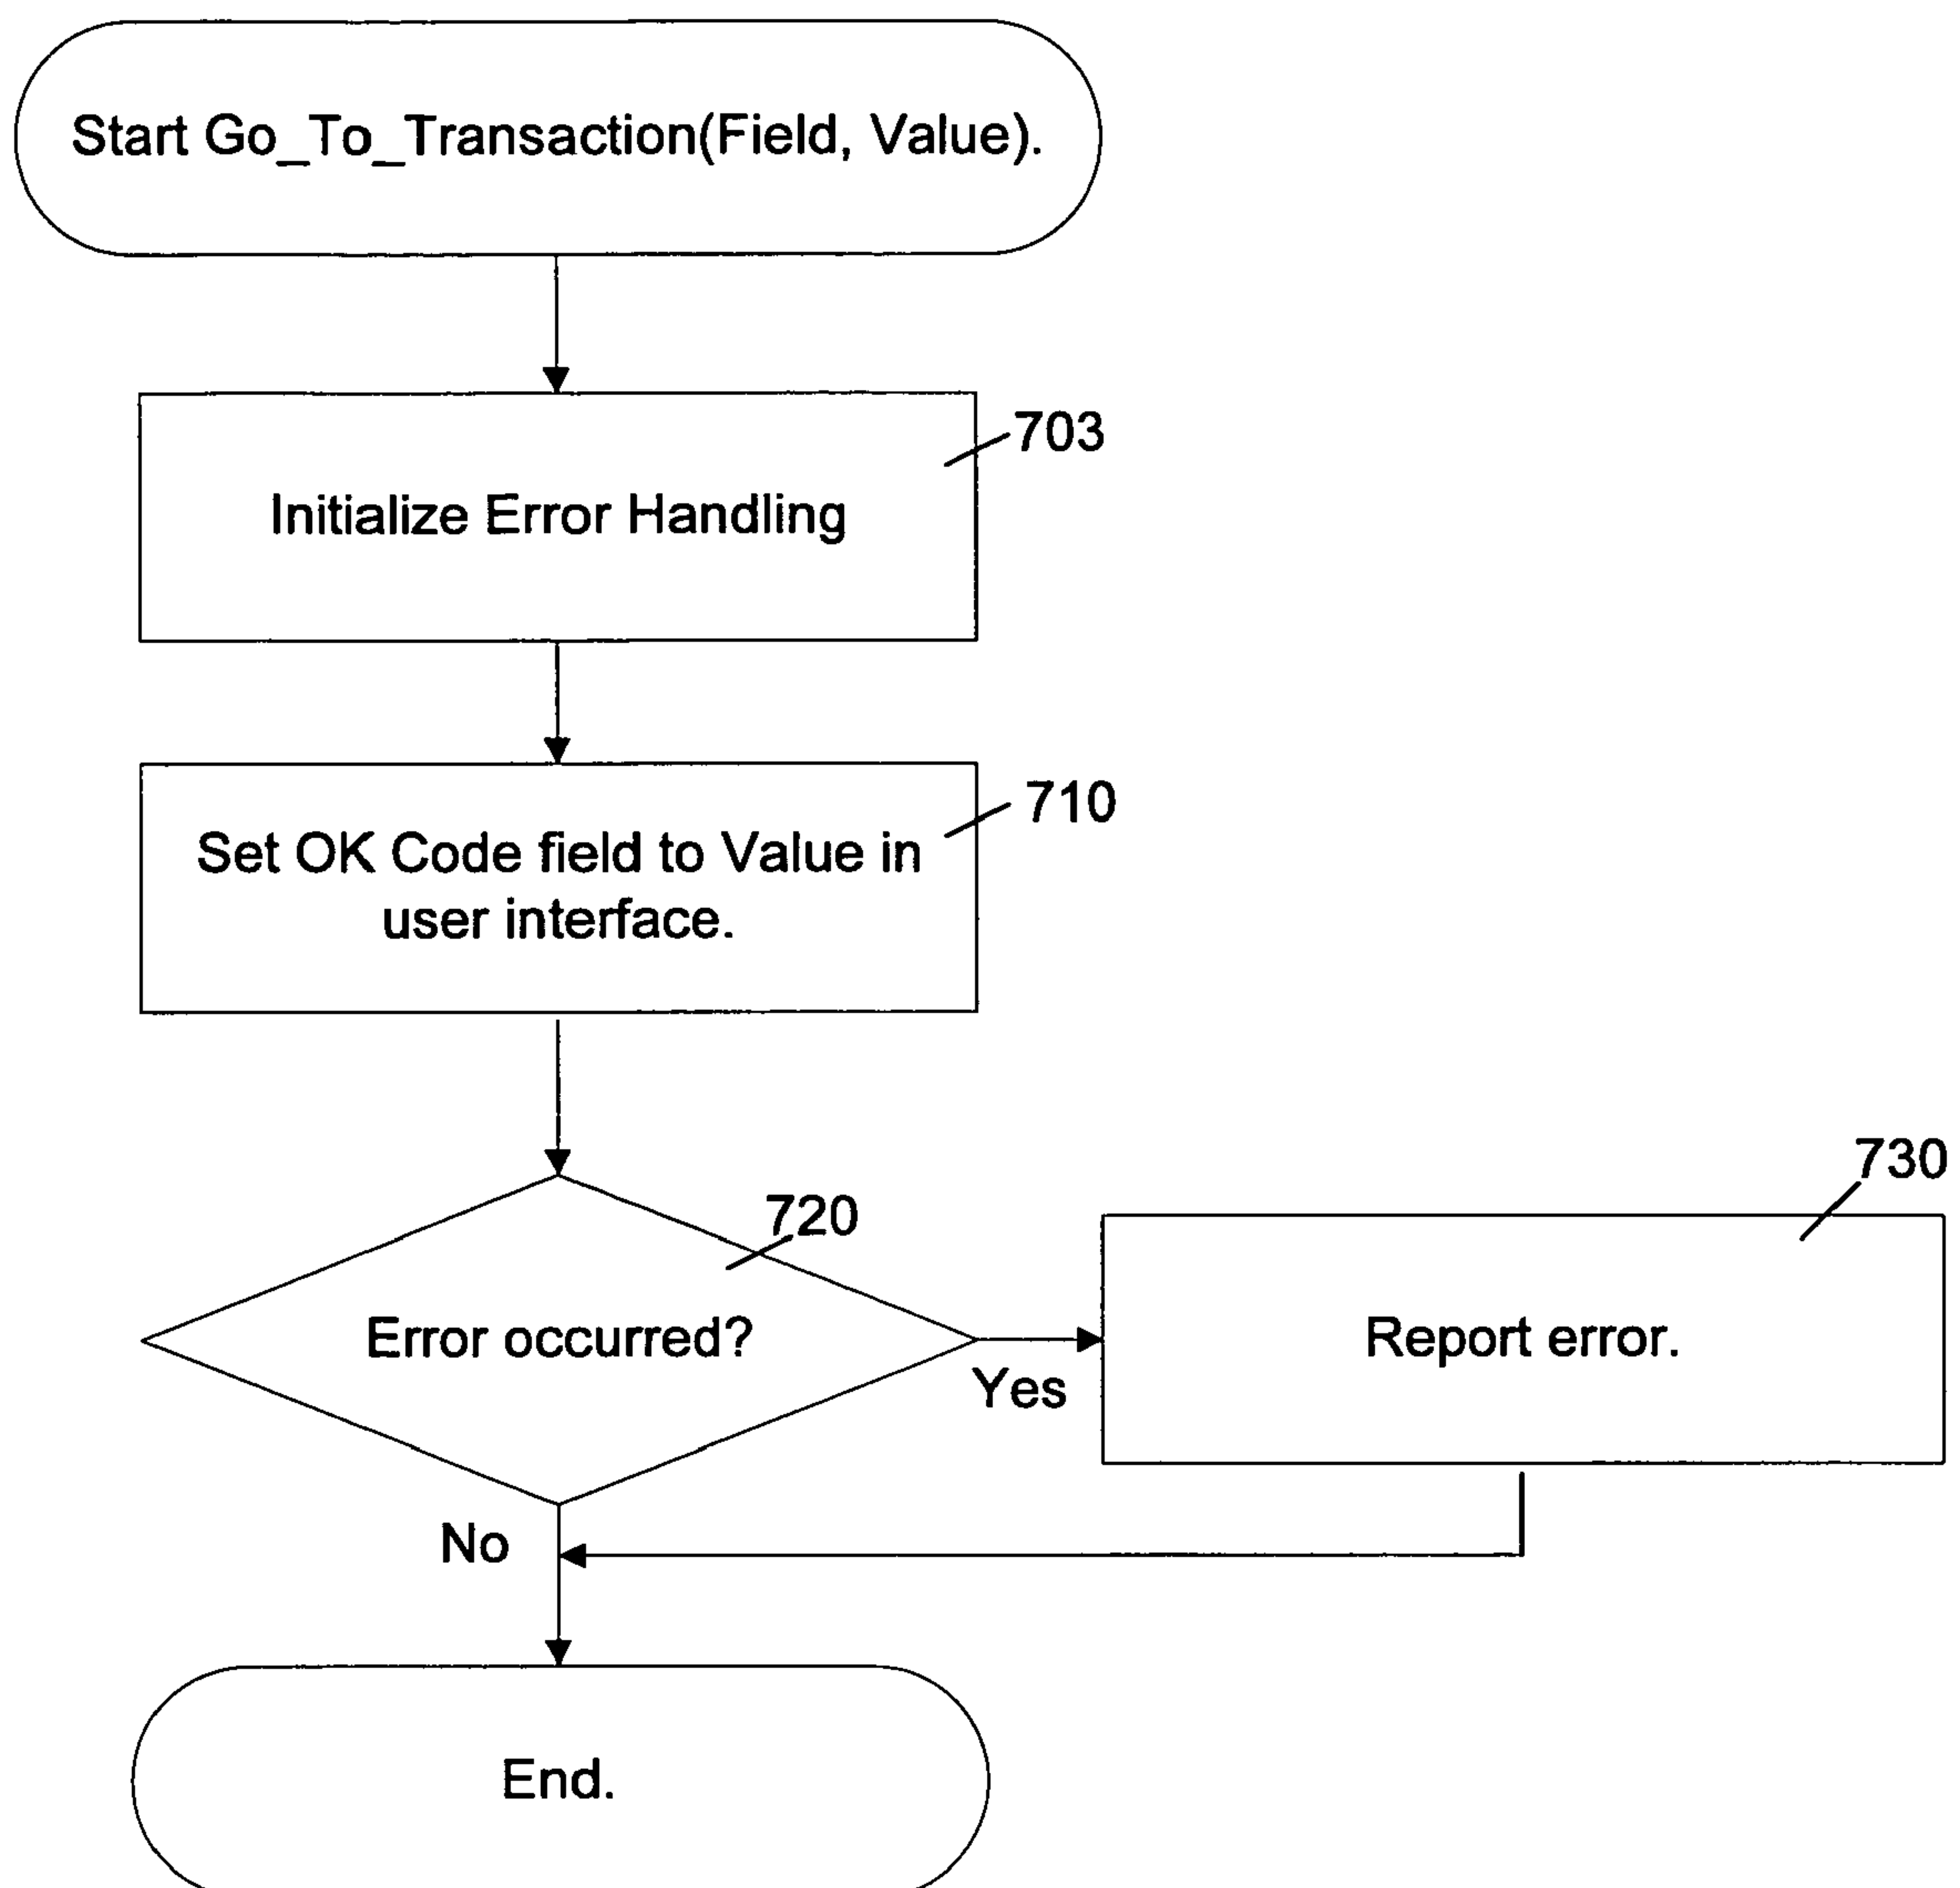 Start Go_To_Transaction(Field, Value).
703
Initialize Error Handling
710
Set OK Code field to Value in
user interface.
720
730
Error occurred?
Report error.
Yes
No
End.